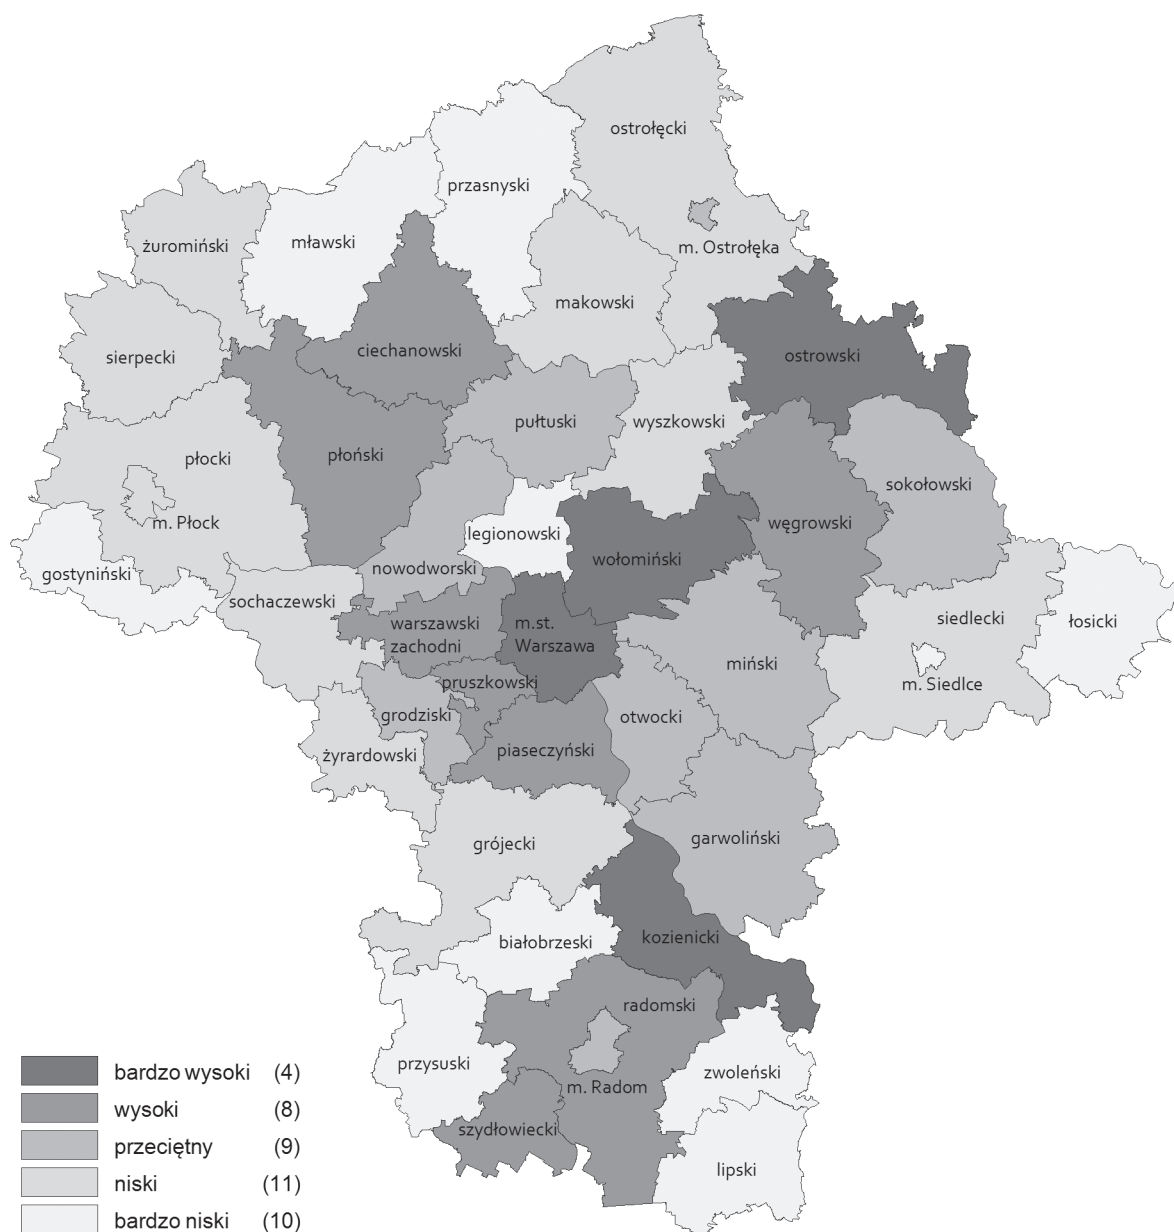 ostrołęcki
przasnyski
mławski
żuromiński
m. Ostrołęka
makowski
ciechanowski
sierpecki
ostrowski
pułtuski
wyszkowski
płoński
płocki
sokołowski
m. Płock
węgrowski
legionowski
wołomiński
nowodworski
gostyniński
sochaczewski
siedlecki
łosicki
warszawski
zachodni
m.st.
Warszawa
miński
m. Siedlce
pruszkowski
grodziski
otwocki
piaseczyński
żyrardowski
garwoliński
grójecki
białobrzeski
kozienicki
radomski
przysuski
zwoleński
m. Radom
szydłowiecki
lipski
bardzo wysoki (4)
wysoki (8)
przeciętny (9)
niski (11)
bardzo niski (10)